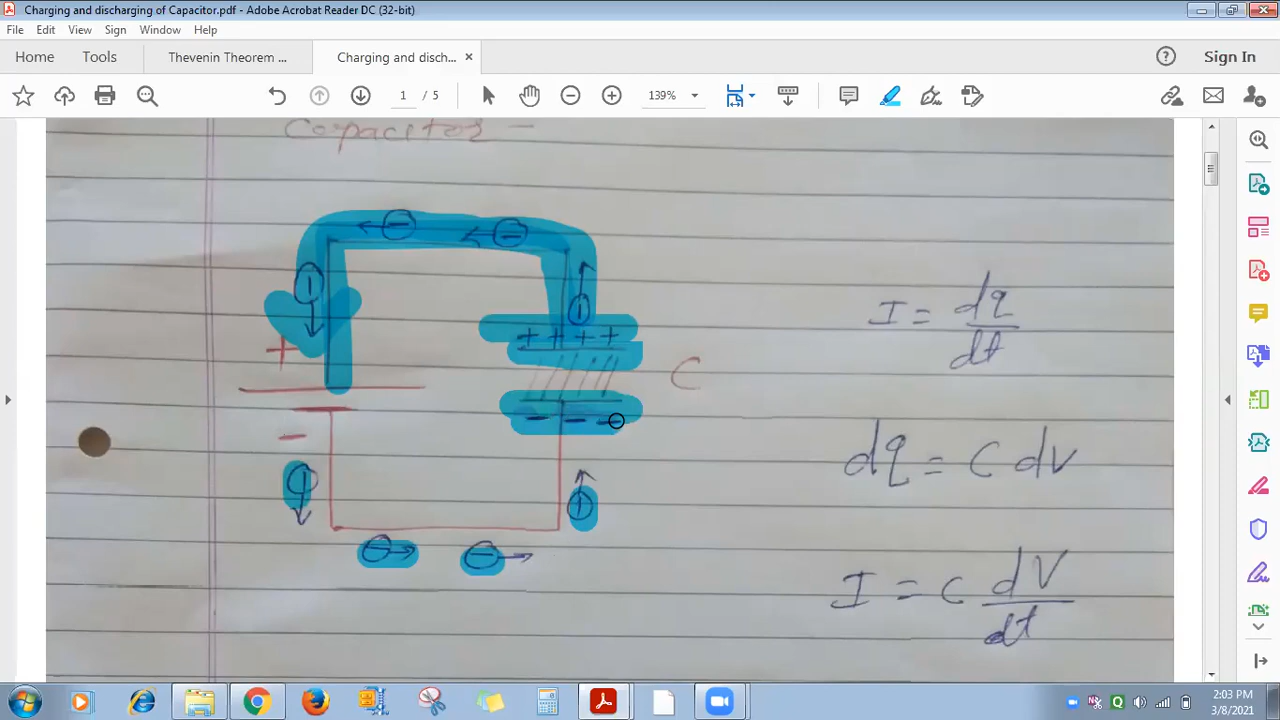 Charging and discharging of Capacitor.pdf - Adobe Acrobat Reader DC (32-bit)
File Edit View Sign Window Help
Home Tools Thevenin Theorem ... Charging and disch... ×
? Sign In
1 / 5 139%
Capacitor -
+
+ + + +
C
-
- - -
I = dq/dt
dq = C dV
I = C dV/dt
2:03 PM
3/8/2021